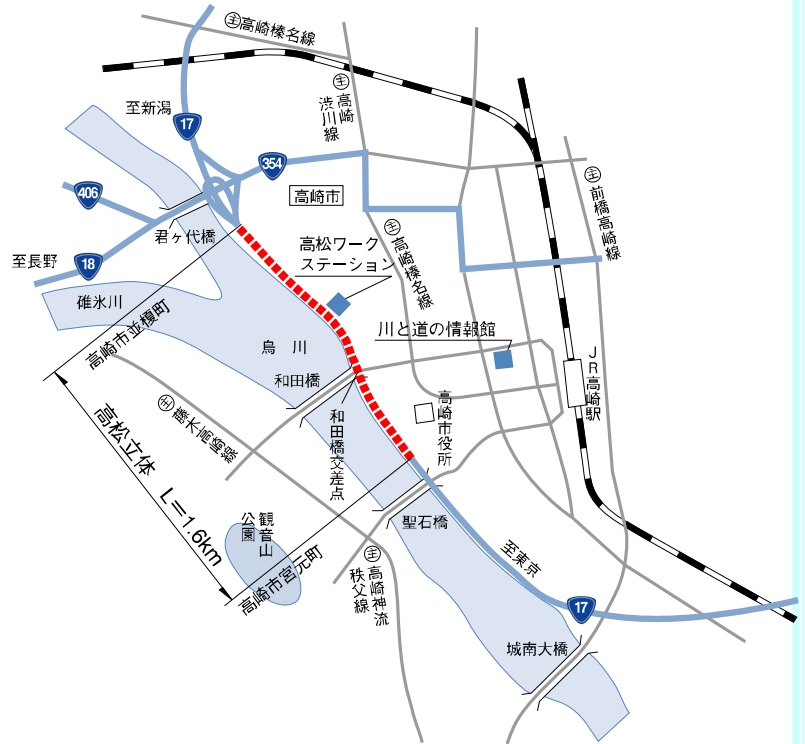 主高崎榛名線
至新潟
17
主高崎
渋川線
354
406
高崎市
主前橋高崎線
君ヶ代橋
主高崎榛名線
高松ワーク
ステーション
至長野
18
碓氷川
高崎市並榎町
烏 川
川と道の情報館
和田橋
JR高崎駅
高松立体 L=1.6km
主藤木高崎線
和田橋交差点
高崎市役所
観音山
公園
聖石橋
高崎市宮元町
主高崎神流
秩父線
至東京
17
城南大橋